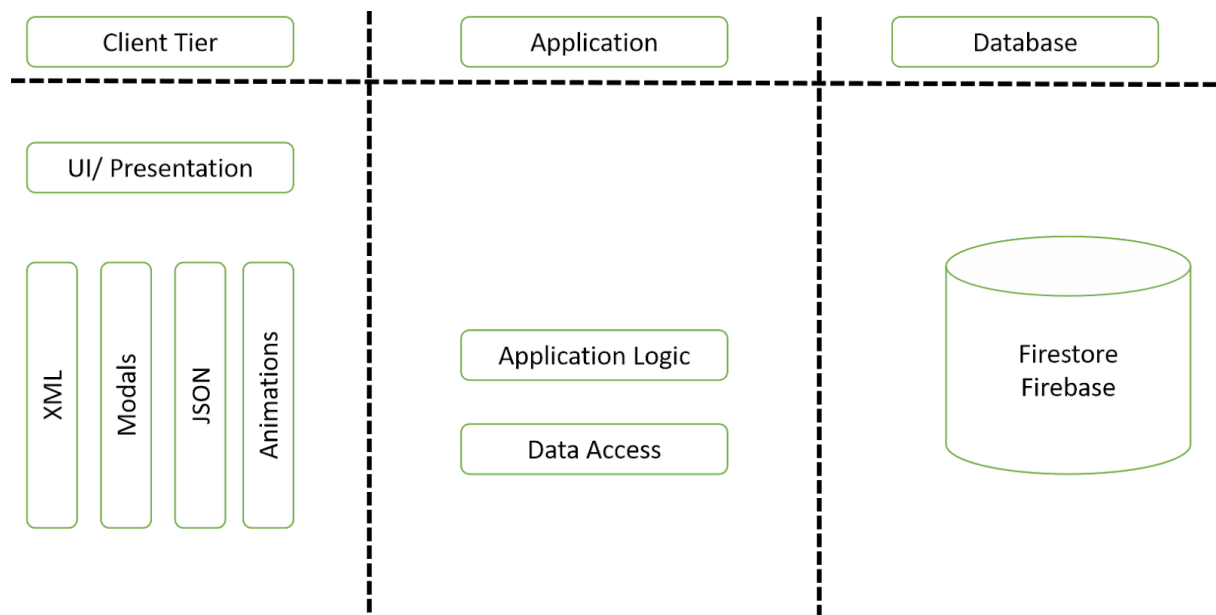 Client Tier
Application
Database
UI/ Presentation
XML
Modals
JSON
Animations
Application Logic
Data Access
Firestore
Firebase